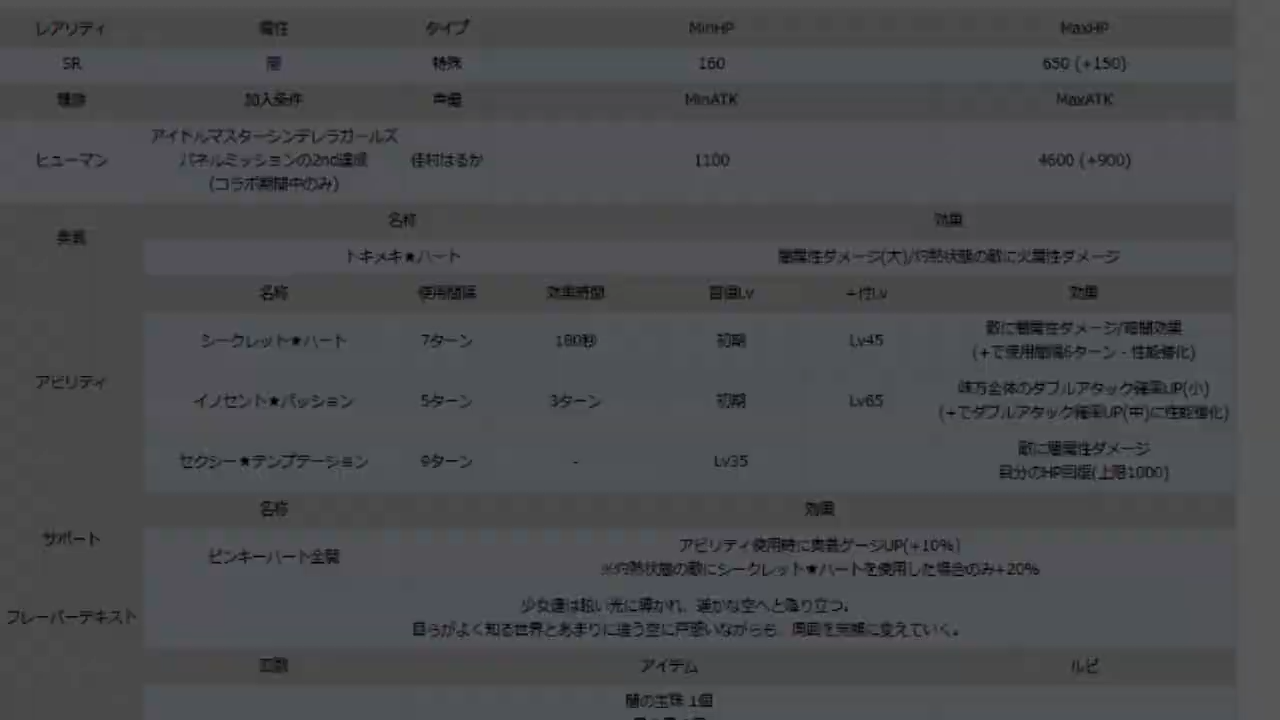 レアリティ 属性 タイプ MinHP MaxHP
SR 闇 特殊 160 650 (+150)
種族 加入条件 声優 MinATK MaxATK
ヒューマン アイドルマスターシンデレラガールズ 佳村はるか 1100 4600 (+900)
パネルミッションの2nd達成
(コラボ期間中のみ)
奥義 名称 効果
トキメキ★ハート 闇属性ダメージ(大)/灼熱状態の敵に火属性ダメージ
アビリティ 名称 使用間隔 効果時間 習得Lv +付Lv 効果
シークレット★ハート 7ターン 180秒 初期 Lv45 敵に闇属性ダメージ/暗闇効果
(+で使用間隔6ターン・性能強化)
イノセント★パッション 5ターン 3ターン 初期 Lv65 味方全体のダブルアタック確率UP(小)
(+でダブルアタック確率UP(中)に性能強化)
セクシー★テンプテーション 9ターン - Lv35 敵に闇属性ダメージ
自分のHP回復(上限1000)
サポート 名称 効果
ピンキーハート全開 アビリティ使用時に奥義ゲージUP(+10%)
※灼熱状態の敵にシークレット★ハートを使用した場合のみ+20%
フレーバーテキスト 少女達は眩い光に導かれ、遥かな空へと降り立つ。
自らがよく知る世界とあまりに違う空に戸惑いながらも、周囲を笑顔に変えていく。
回数 アイテム ルピ
闇の宝珠 1個